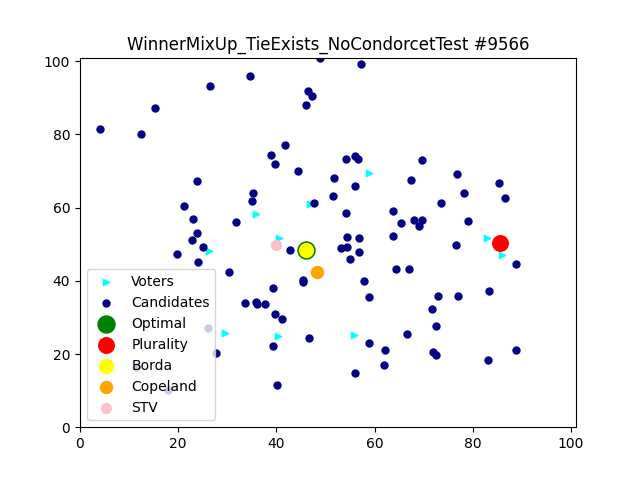 WinnerMixUp_TieExists_NoCondorcetTest #9566
100
80
60
40
20
0
0 20 40 60 80 100
Voters
Candidates
Optimal
Plurality
Borda
Copeland
STV